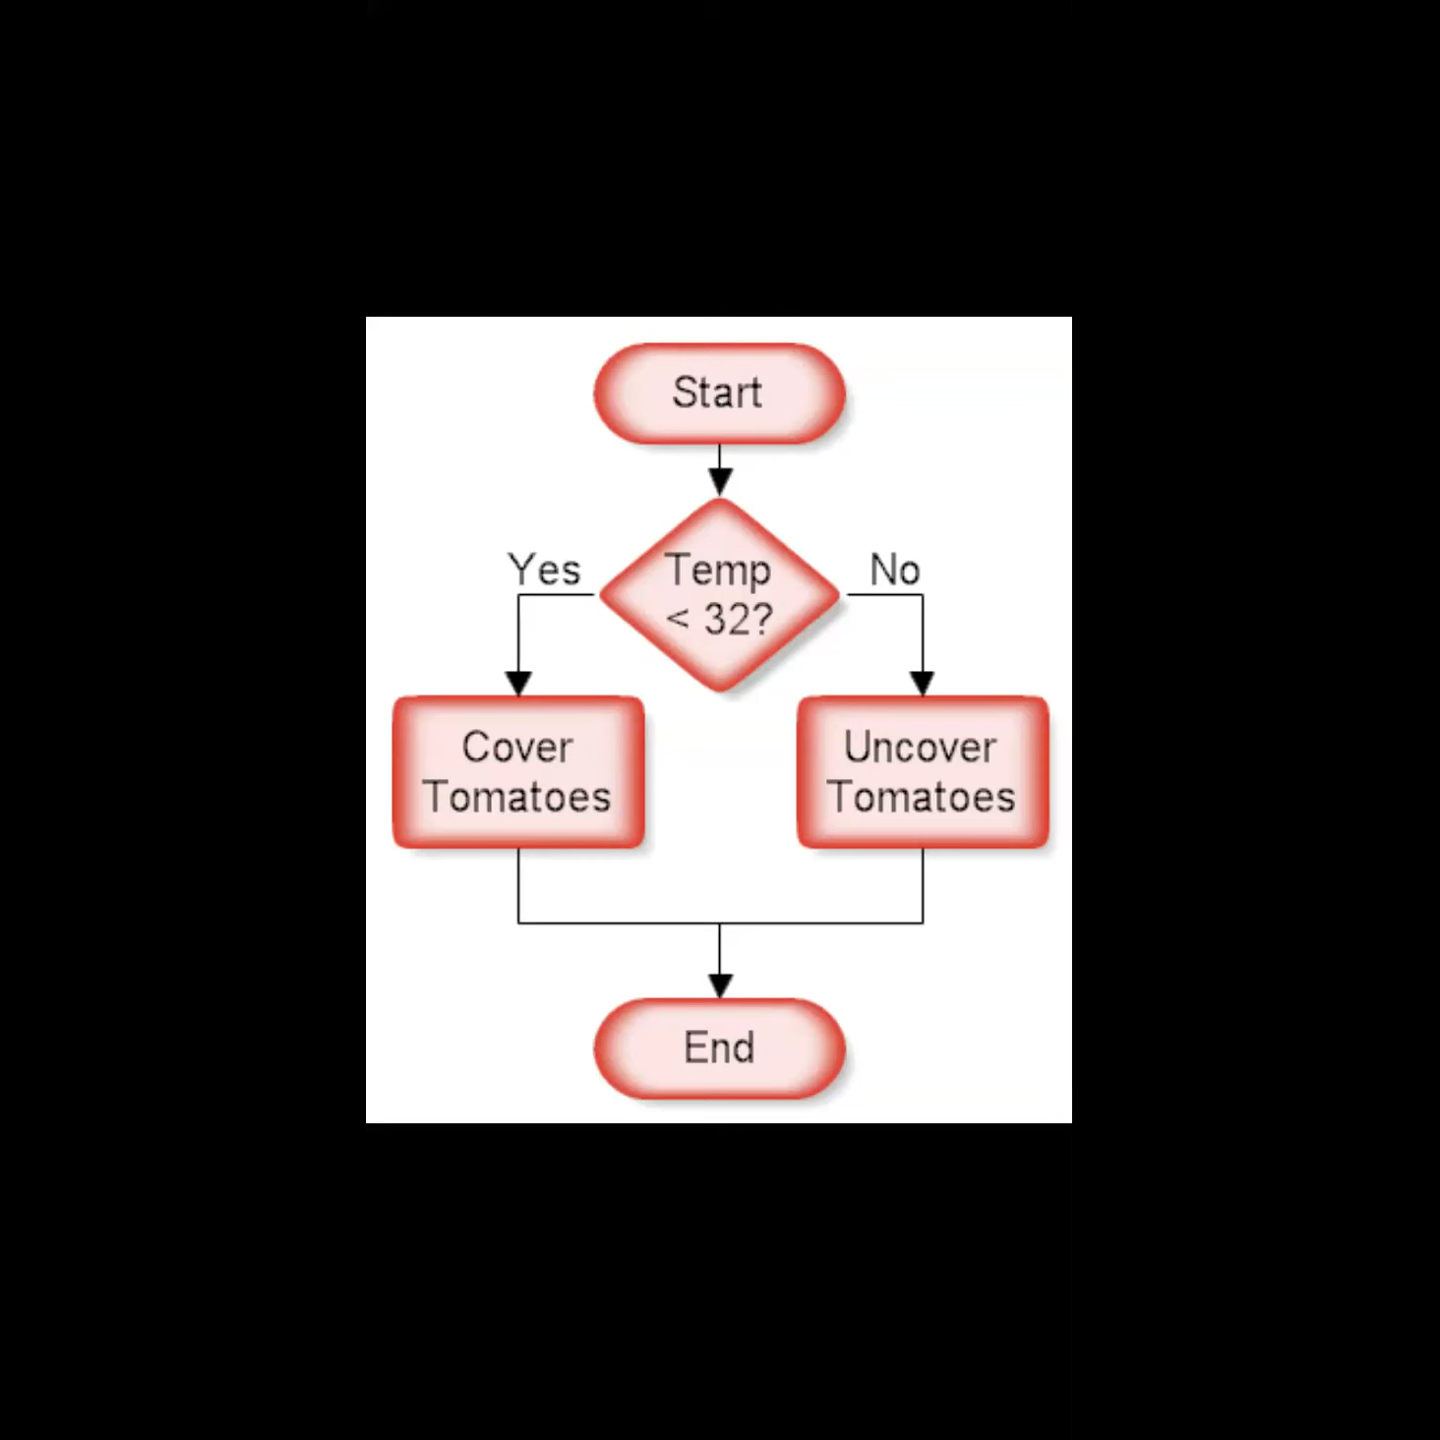 Start
Temp
< 32?
Yes
No
Cover
Tomatoes
Uncover
Tomatoes
End